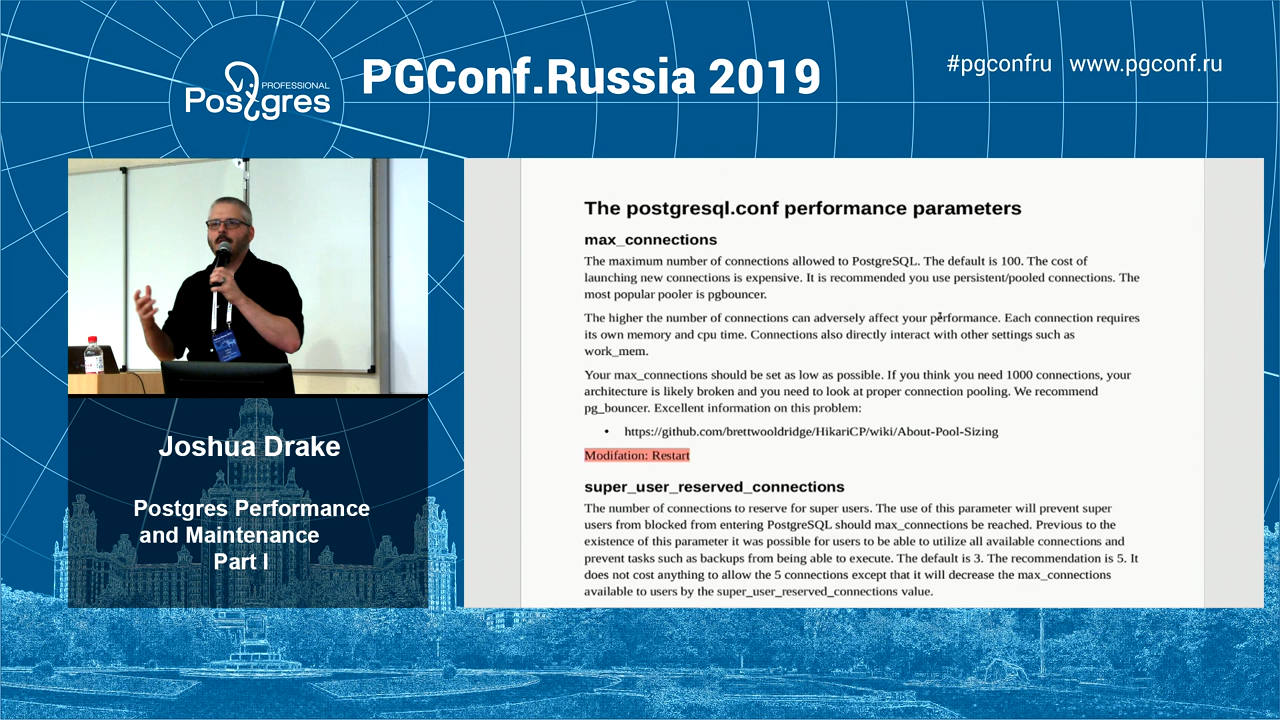 PROFESSIONAL
Postgres
PGConf.Russia 2019
#pgconfru www.pgconf.ru
The postgresql.conf performance parameters
max_connections
The maximum number of connections allowed to PostgreSQL. The default is 100. The cost of
launching new connections is expensive. It is recommended you use persistent/pooled connections. The
most popular pooler is pgbouncer.
The higher the number of connections can adversely affect your performance. Each connection requires
its own memory and cpu time. Connections also directly interact with other settings such as
work_mem.
Your max_connections should be set as low as possible. If you think you need 1000 connections, your
architecture is likely broken and you need to look at proper connection pooling. We recommend
pg_bouncer. Excellent information on this problem:
• https://github.com/brettwooldridge/HikariCP/wiki/About-Pool-Sizing
Modifation: Restart
super_user_reserved_connections
The number of connections to reserve for super users. The use of this parameter will prevent super
users from blocked from entering PostgreSQL should max_connections be reached. Previous to the
existence of this parameter it was possible for users to be able to utilize all available connections and
prevent tasks such as backups from being able to execute. The default is 3. The recommendation is 5. It
does not cost anything to allow the 5 connections except that it will decrease the max_connections
available to users by the super_user_reserved_connections value.
Joshua Drake
Postgres Performance
and Maintenance
Part I